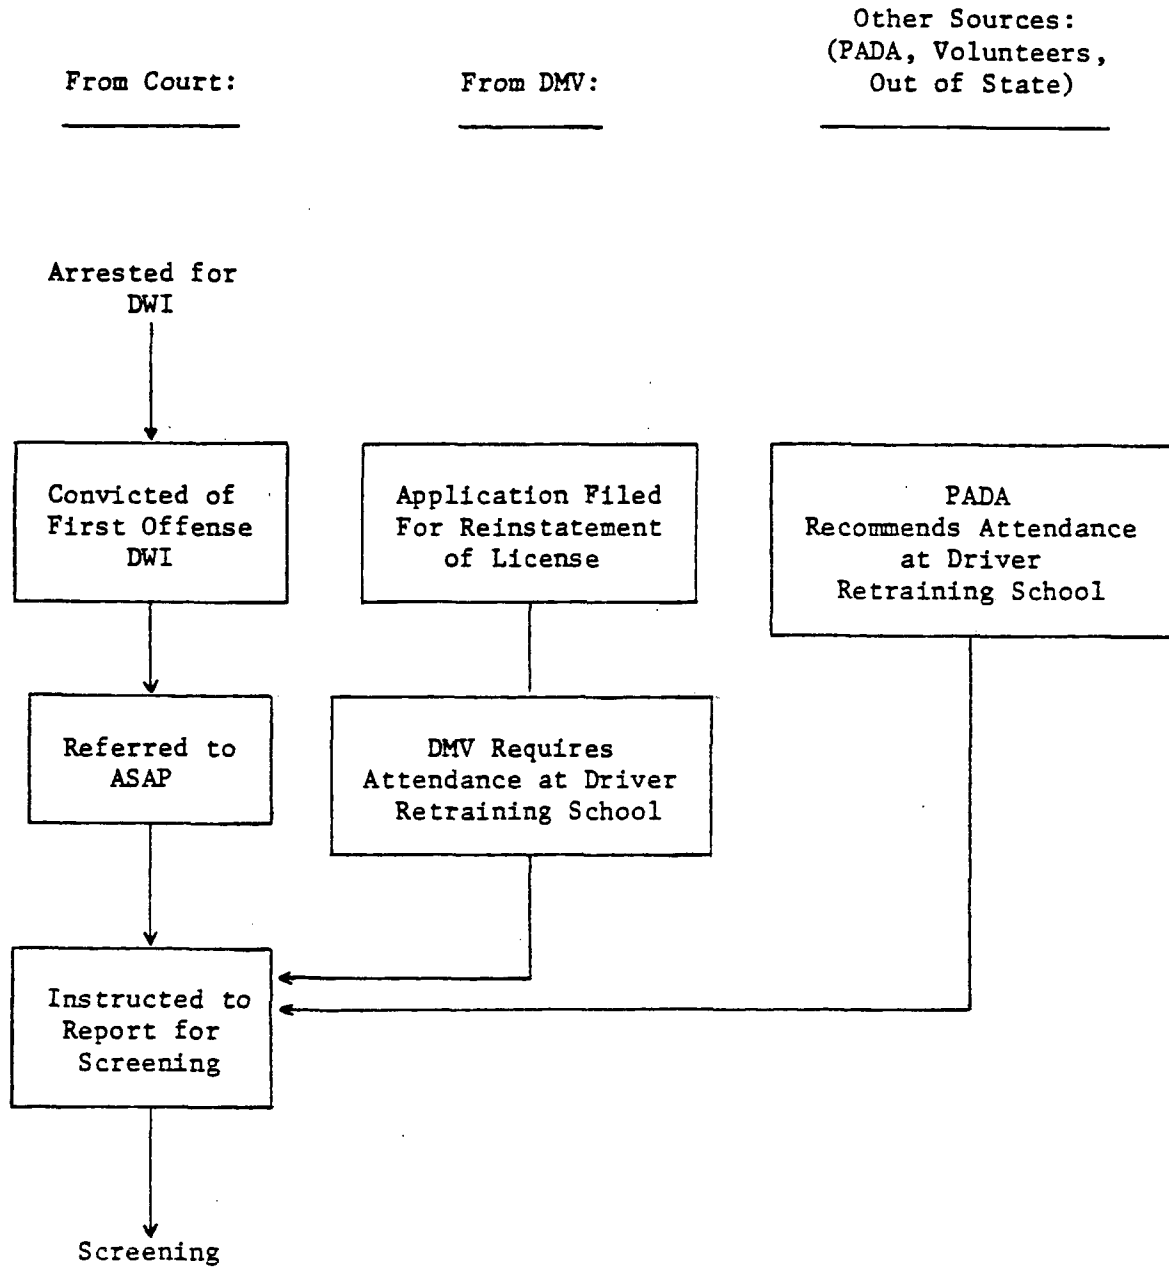 Other Sources:
(PADA, Volunteers,
Out of State)
From Court:
From DMV:
Arrested for
DWI
Convicted of
First Offense
DWI
Application Filed
For Reinstatement
of License
PADA
Recommends Attendance
at Driver
Retraining School
Referred to
ASAP
DMV Requires
Attendance at Driver
Retraining School
Instructed to
Report for
Screening
Screening